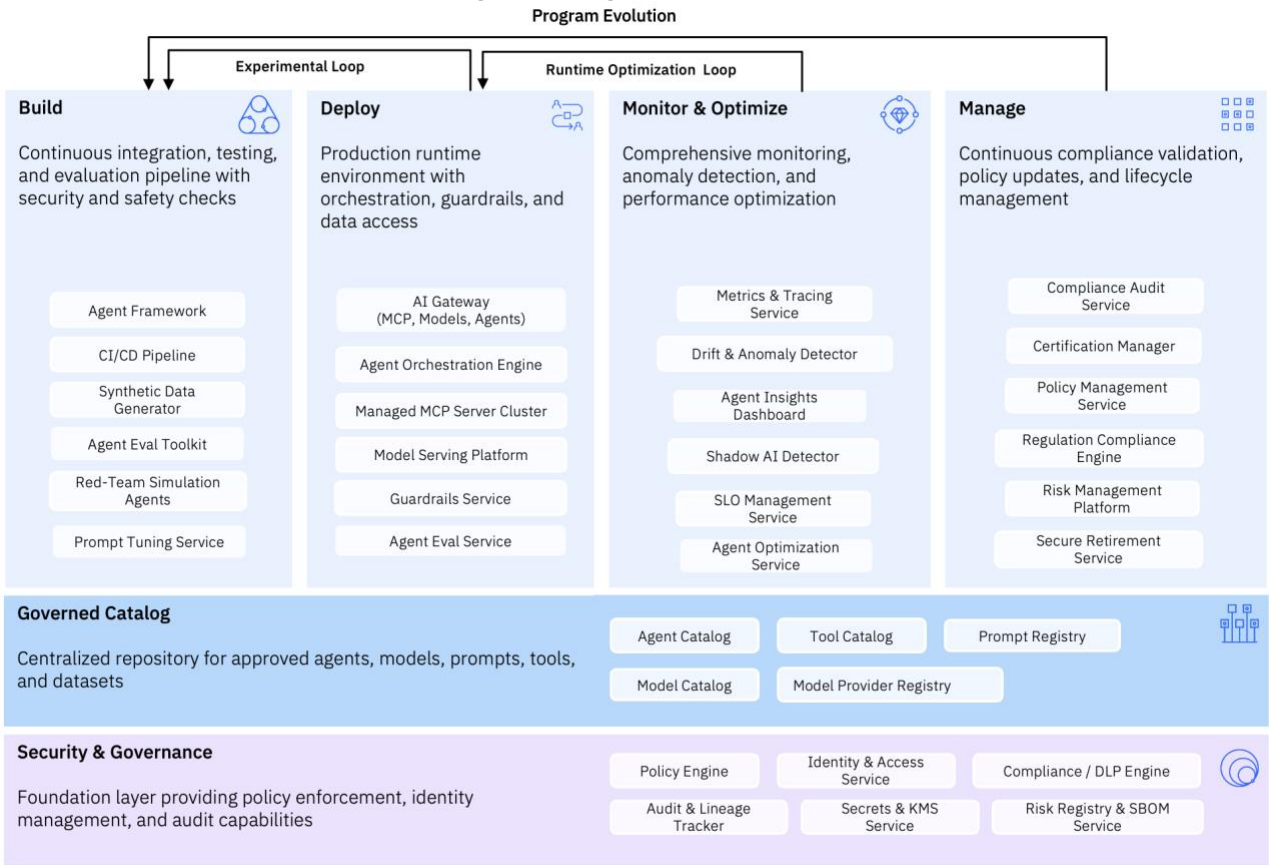 Program Evolution
Experimental Loop
Runtime Optimization Loop
Build
Continuous integration, testing,
and evaluation pipeline with
security and safety checks
Agent Framework
CI/CD Pipeline
Synthetic Data
Generator
Agent Eval Toolkit
Red-Team Simulation
Agents
Prompt Tuning Service
Deploy
Production runtime
environment with
orchestration, guardrails, and
data access
AI Gateway
(MCP, Models, Agents)
Agent Orchestration Engine
Managed MCP Server Cluster
Model Serving Platform
Guardrails Service
Agent Eval Service
Monitor & Optimize
Comprehensive monitoring,
anomaly detection, and
performance optimization
Metrics & Tracing
Service
Drift & Anomaly Detector
Agent Insights
Dashboard
Shadow AI Detector
SLO Management
Service
Agent Optimization
Service
Manage
Continuous compliance validation,
policy updates, and lifecycle
management
Compliance Audit
Service
Certification Manager
Policy Management
Service
Regulation Compliance
Engine
Risk Management
Platform
Secure Retirement
Service
Governed Catalog
Centralized repository for approved agents, models, prompts, tools,
and datasets
Agent Catalog
Tool Catalog
Prompt Registry
Model Catalog
Model Provider Registry
Security & Governance
Foundation layer providing policy enforcement, identity
management, and audit capabilities
Policy Engine
Identity & Access
Service
Compliance / DLP Engine
Audit & Lineage
Tracker
Secrets & KMS
Service
Risk Registry & SBOM
Service